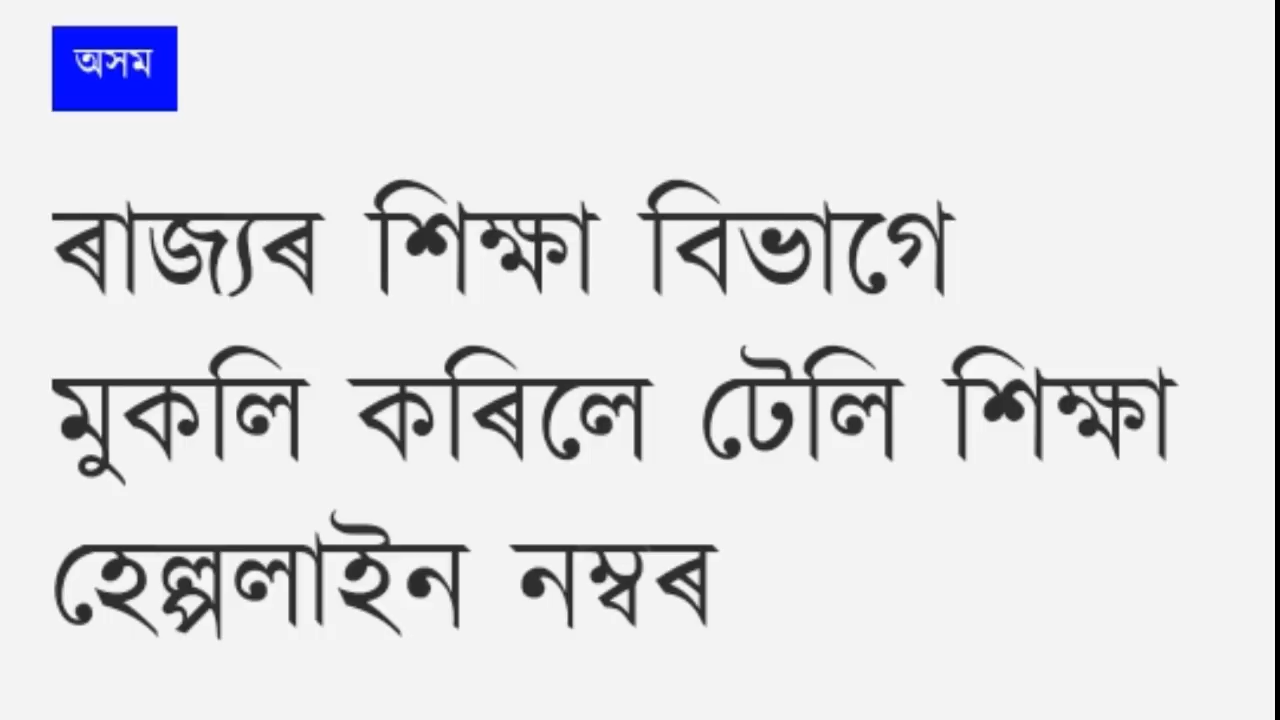 অসম
ৰাজ্যৰ শিক্ষা বিভাগে
মুকলি কৰিলে টেলি শিক্ষা
হেল্পলাইন নম্বৰ